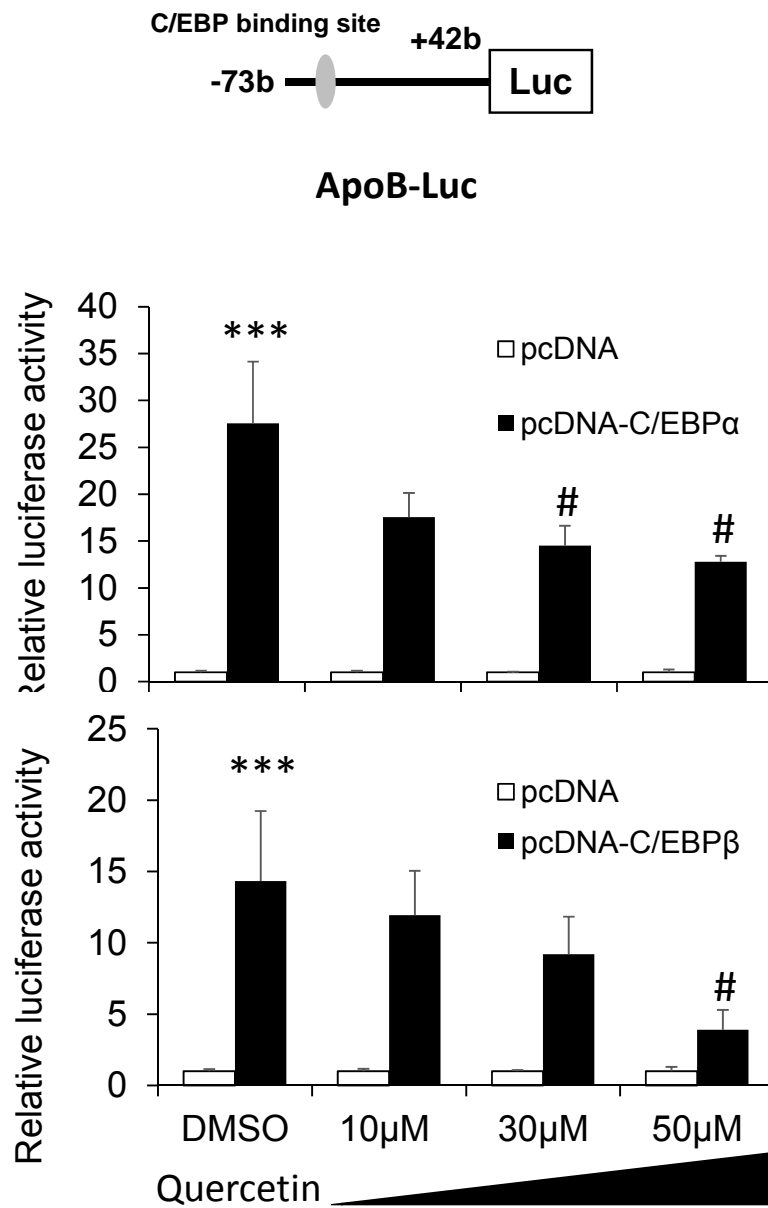 C/EBP binding site
+42b
-73b
Luc
ApoB-Luc
Relative luciferase activity
40
35
30
25
20
15
10
5
0
***
#
#
pcDNA
pcDNA-C/EBPα
Relative luciferase activity
25
20
15
10
5
0
***
#
pcDNA
pcDNA-C/EBPβ
DMSO 10µM 30µM 50µM
Quercetin